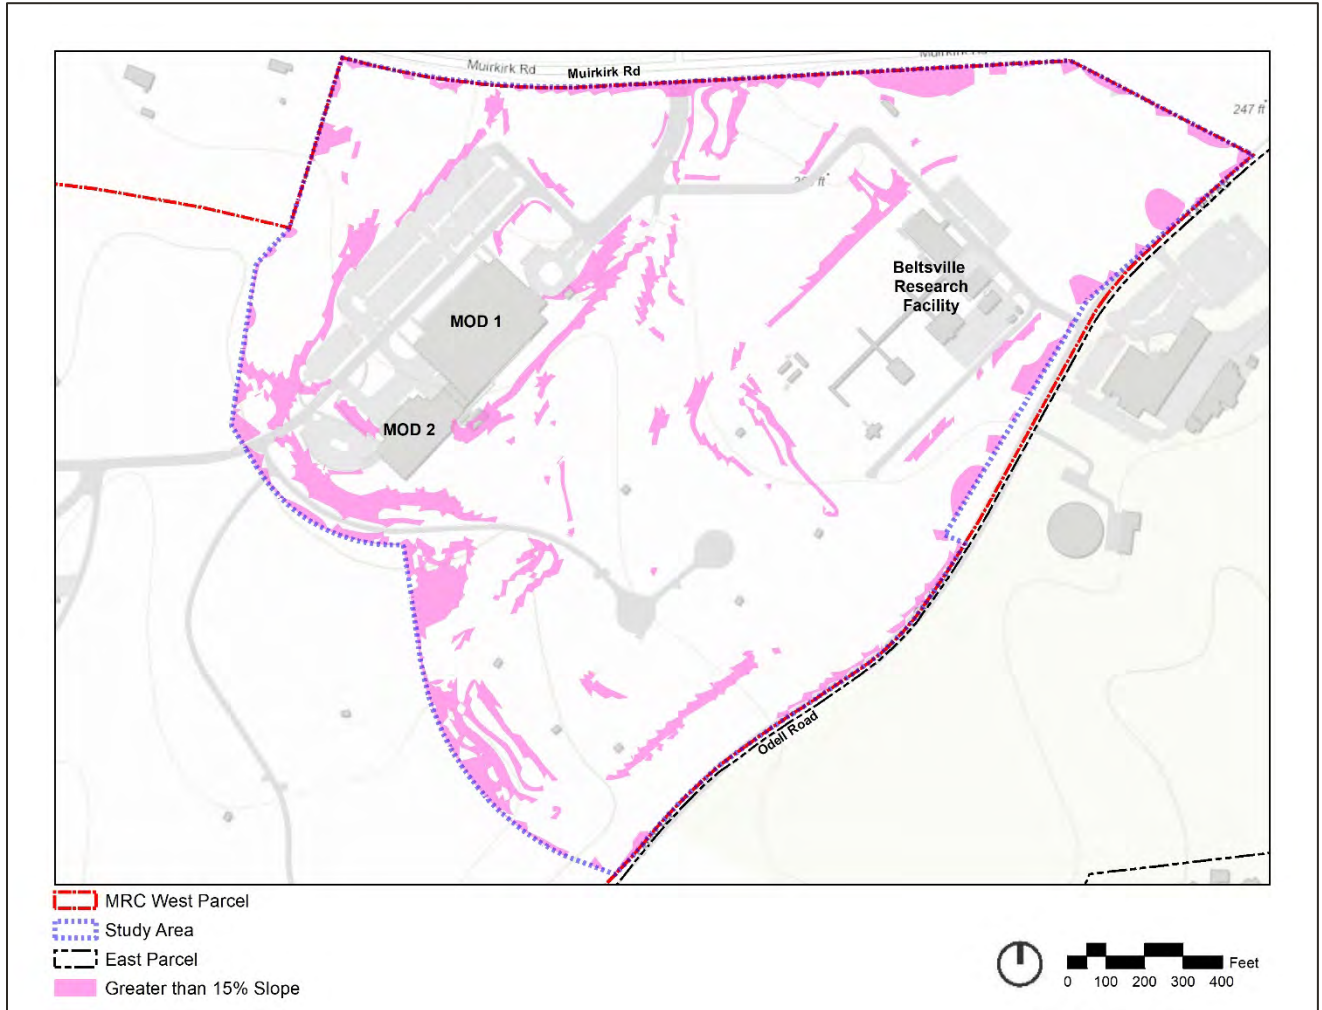 Muirkirk Rd
Muirkirk Rd
247 ft
MOD 1
Beltsville
Research
Facility
MOD 2
Odell Road
MRC West Parcel
Study Area
East Parcel
Greater than 15% Slope
Feet
0 100 200 300 400